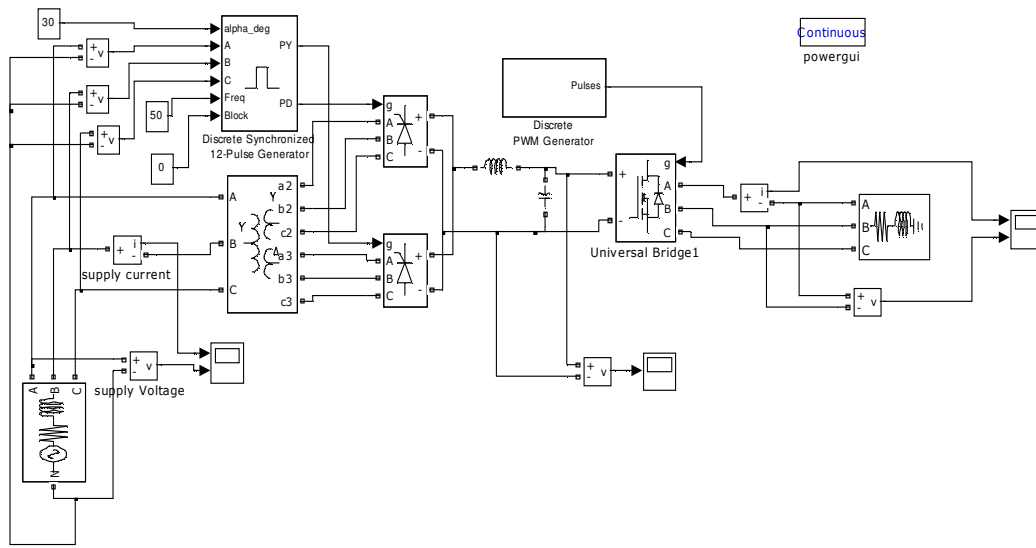 30
alpha_deg
A
B
C
Freq
Block
PY
PD
50
0
+
-
v
+
-
v
+
-
v
Discrete Synchronized
12-Pulse Generator
Continuous
powergui
Pulses
Discrete
PWM Generator
g
A
B
C
+
-
g
A
B
C
+
-
A
B
C
Y
Y
Δ
a2
b2
c2
a3
b3
c3
+
-
i
supply current
+
-
g
A
B
C
Universal Bridge1
+
-
i
A
B
C
+
-
v
+
-
v
supply Voltage
+
-
v
A
B
C
N